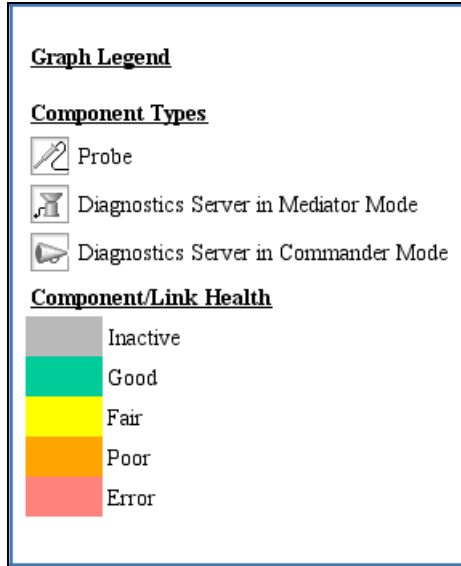 Graph Legend
Component Types
Probe
Diagnostics Server in Mediator Mode
Diagnostics Server in Commander Mode
Component/Link Health
Inactive
Good
Fair
Poor
Error